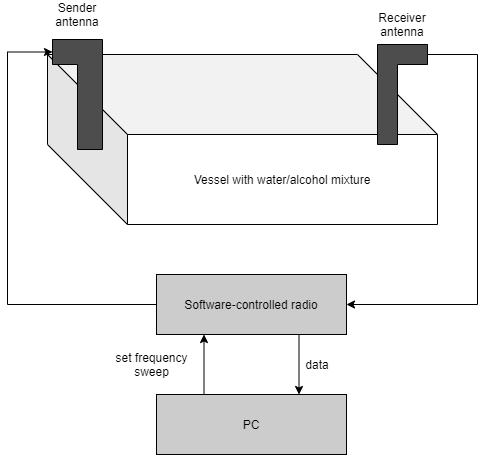 Sender
antenna
Receiver
antenna
Vessel with water/alcohol mixture
Software-controlled radio
set frequency
sweep
data
PC